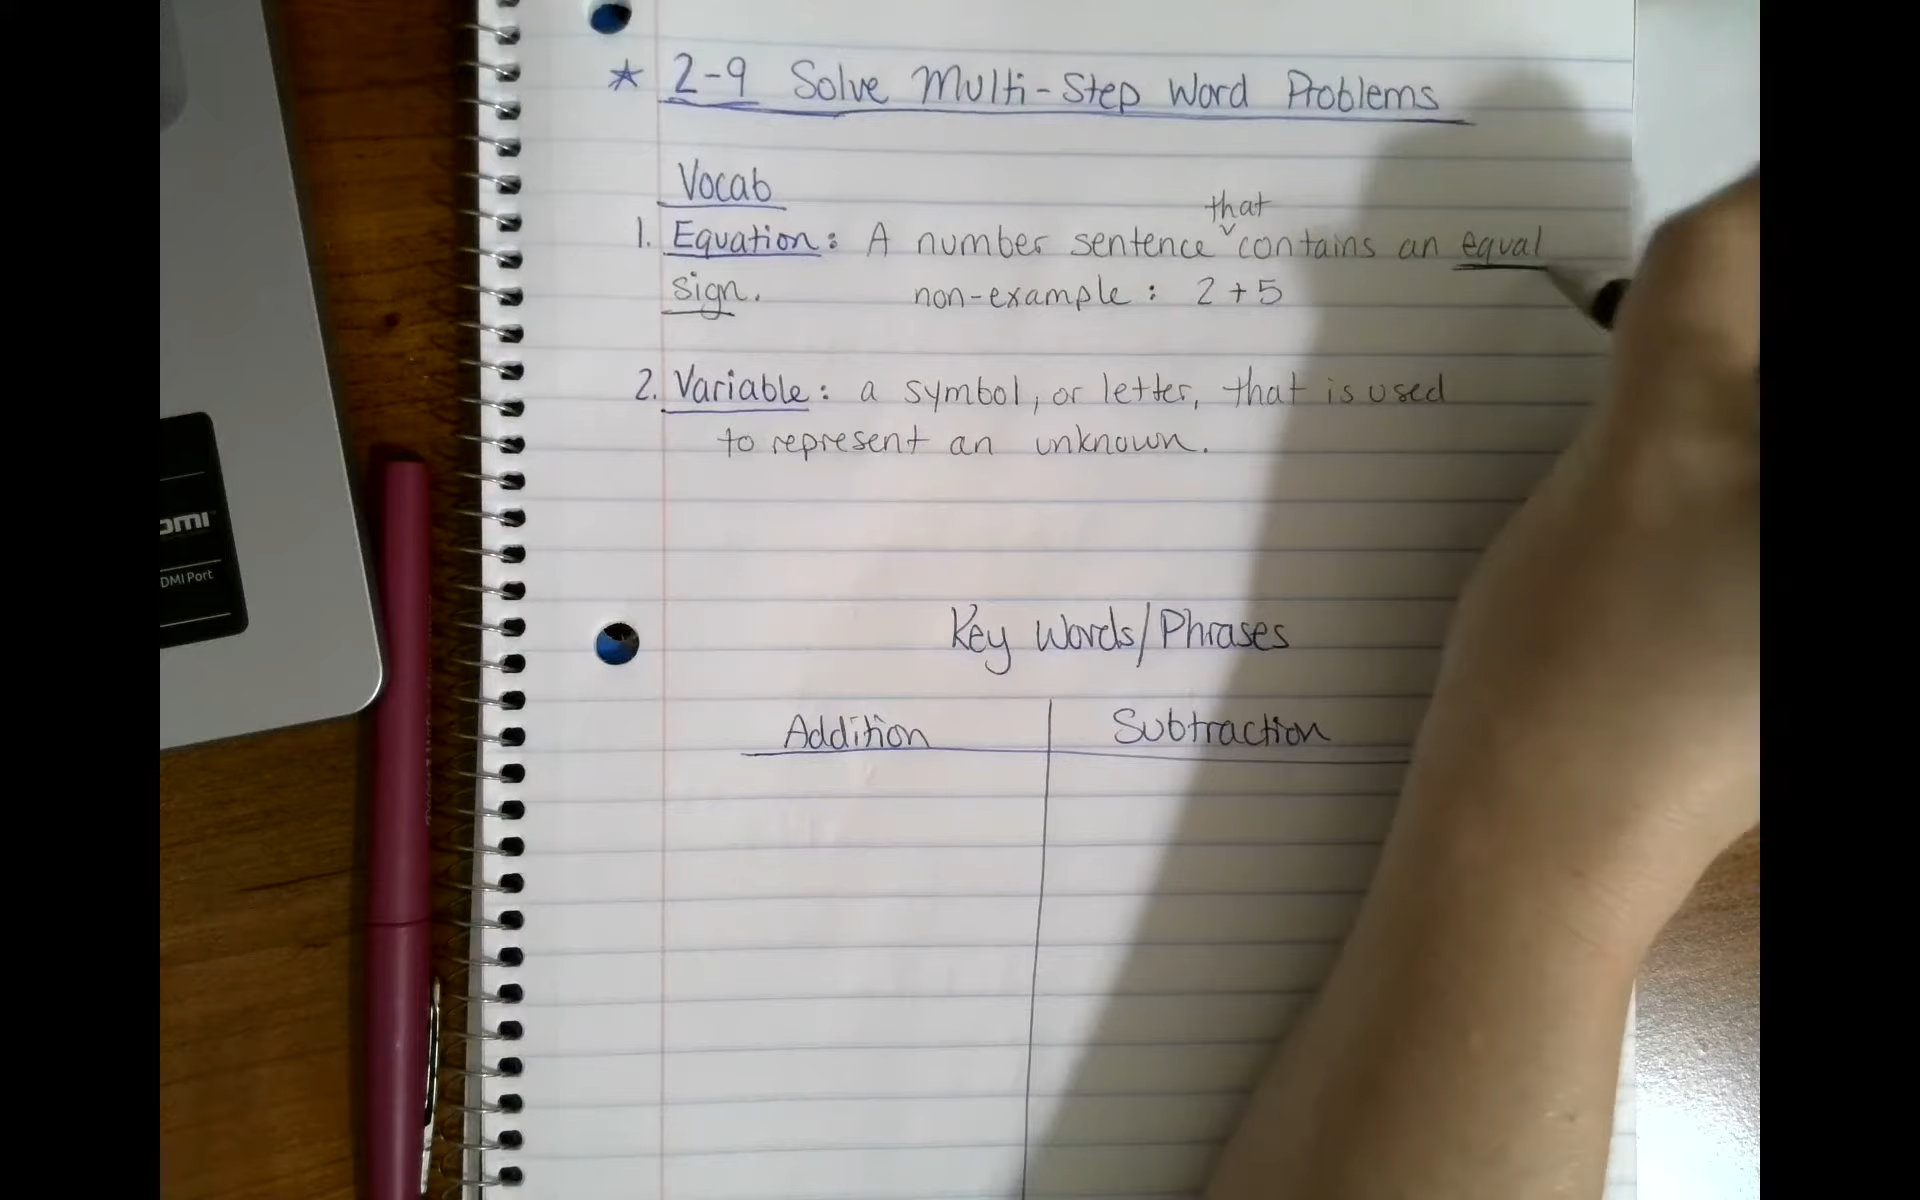 ★ 2-9 Solve Multi-Step Word Problems
Vocab
that
1. Equation: A number sentence ˅ contains an equal
sign. non-example: 2+5
2. Variable: a symbol, or letter, that is used
to represent an unknown.
Key Words/Phrases
Addition Subtraction
DMI Port